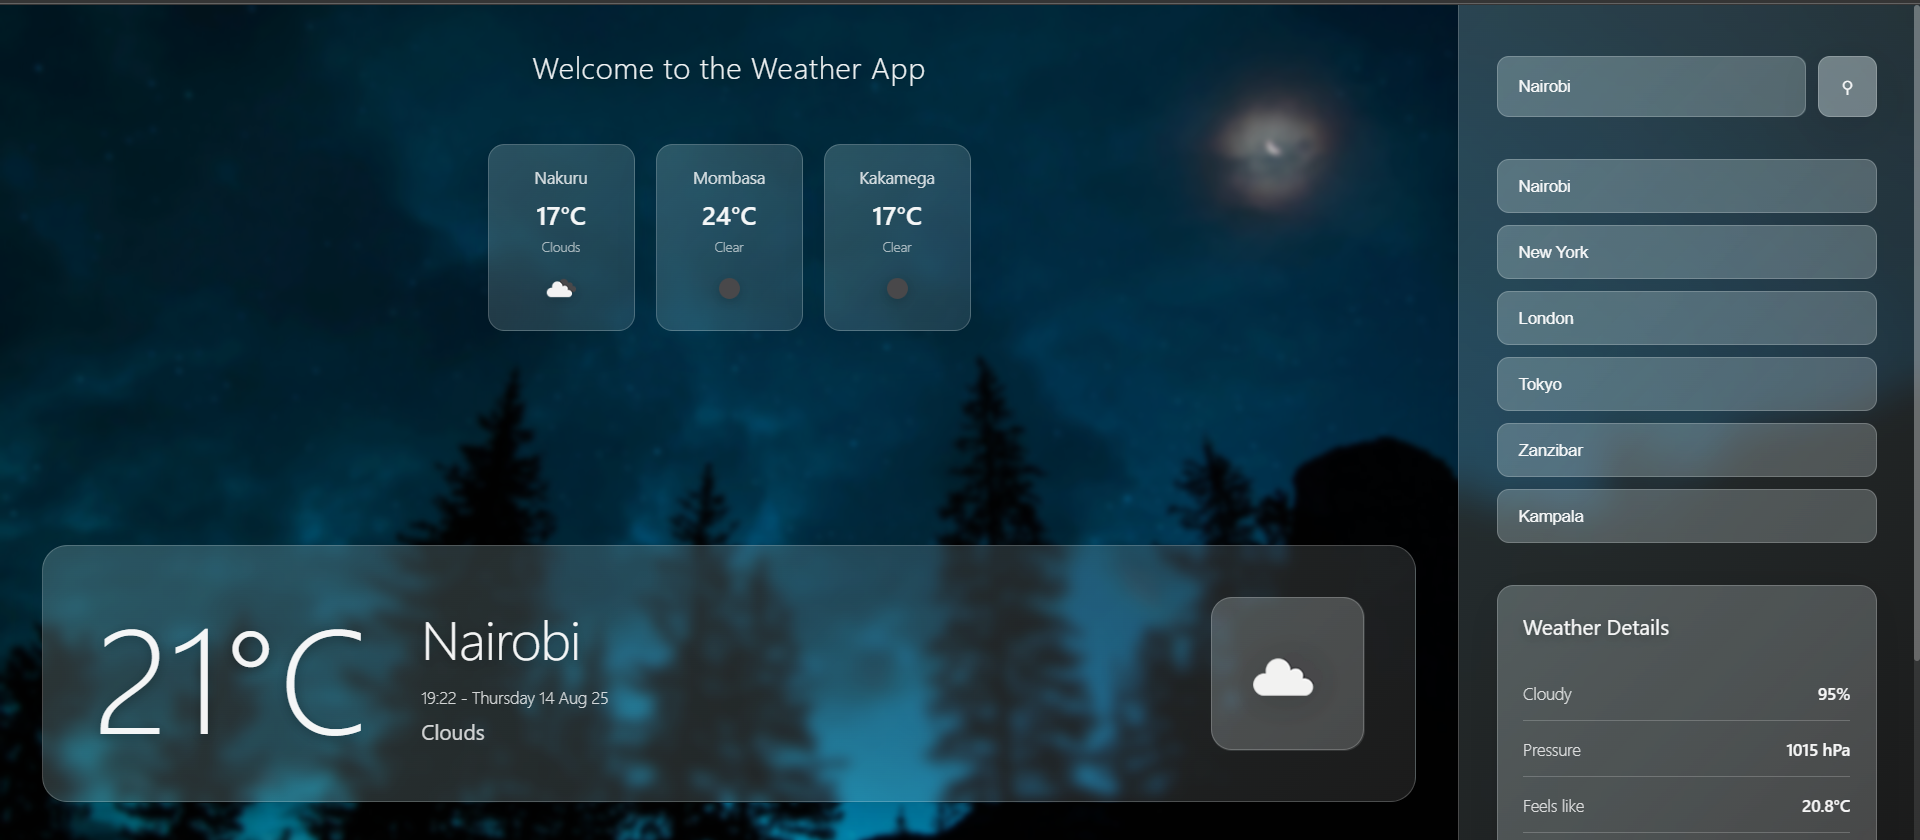 Welcome to the Weather App
Nakuru
17°C
Clouds
Mombasa
24°C
Clear
Kakamega
17°C
Clear
21°C
Nairobi
19:22 - Thursday 14 Aug 25
Clouds
Nairobi
Nairobi
New York
London
Tokyo
Zanzibar
Kampala
Weather Details
Cloudy 95%
Pressure 1015 hPa
Feels like 20.8°C